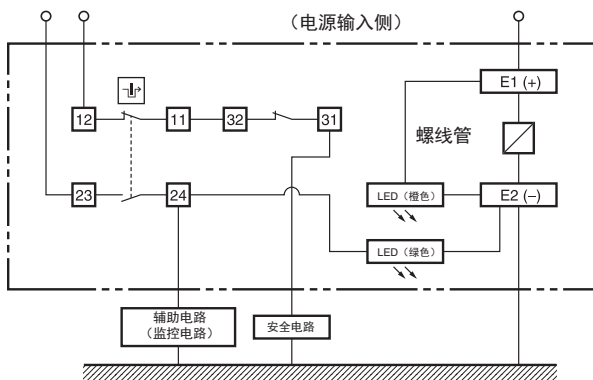 （电源输入侧）
E1 (+)
12
11
32
31
螺线管
23
24
LED（橙色）
E2 (–)
LED（绿色）
辅助电路
（监控电路）
安全电路